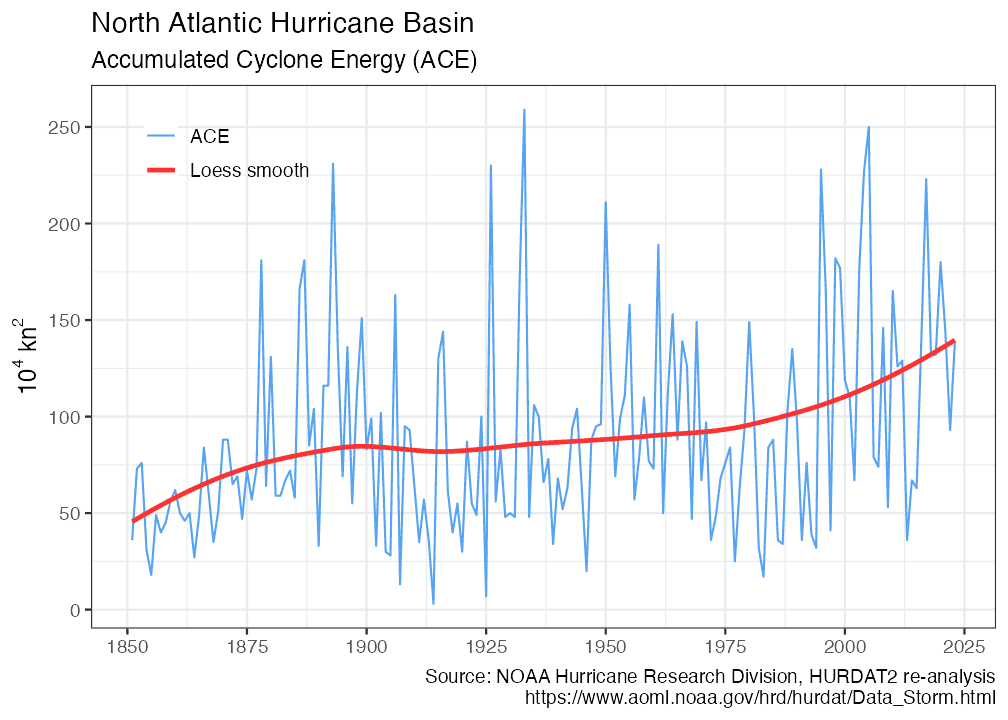 North Atlantic Hurricane Basin
Accumulated Cyclone Energy (ACE)
10⁴ kn²
250
200
150
100
50
0
ACE
Loess smooth
1850 1875 1900 1925 1950 1975 2000 2025
Source: NOAA Hurricane Research Division, HURDAT2 re-analysis
https://www.aoml.noaa.gov/hrd/hurdat/Data_Storm.html